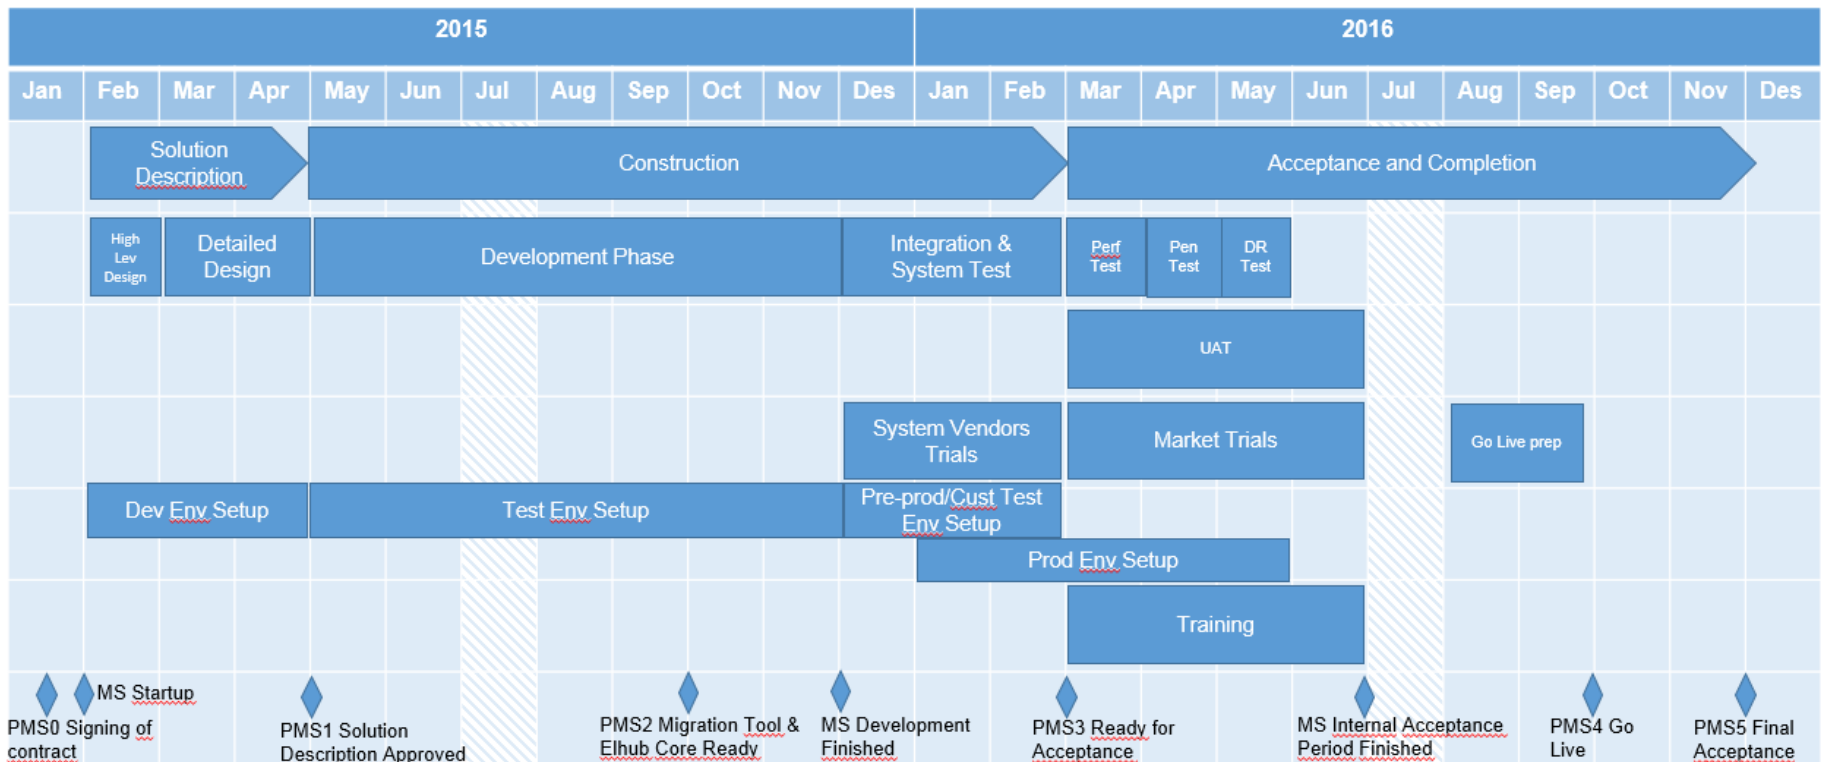 2015
2016
Jan Feb Mar Apr May Jun Jul Aug Sep Oct Nov Des Jan Feb Mar Apr May Jun Jul Aug Sep Oct Nov Des
Solution
Description
Construction
Acceptance and Completion
High
Lev
Design
Detailed
Design
Development Phase
Integration &
System Test
Perf
Test
Pen
Test
DR
Test
UAT
System Vendors
Trials
Market Trials
Go Live prep
Dev Env Setup
Test Env Setup
Pre-prod/Cust Test
Env Setup
Prod Env Setup
Training
MS Startup
PMS0 Signing of
contract
PMS1 Solution
Description Approved
PMS2 Migration Tool &
Elhub Core Ready
MS Development
Finished
PMS3 Ready for
Acceptance
MS Internal Acceptance
Period Finished
PMS4 Go
Live
PMS5 Final
Acceptance